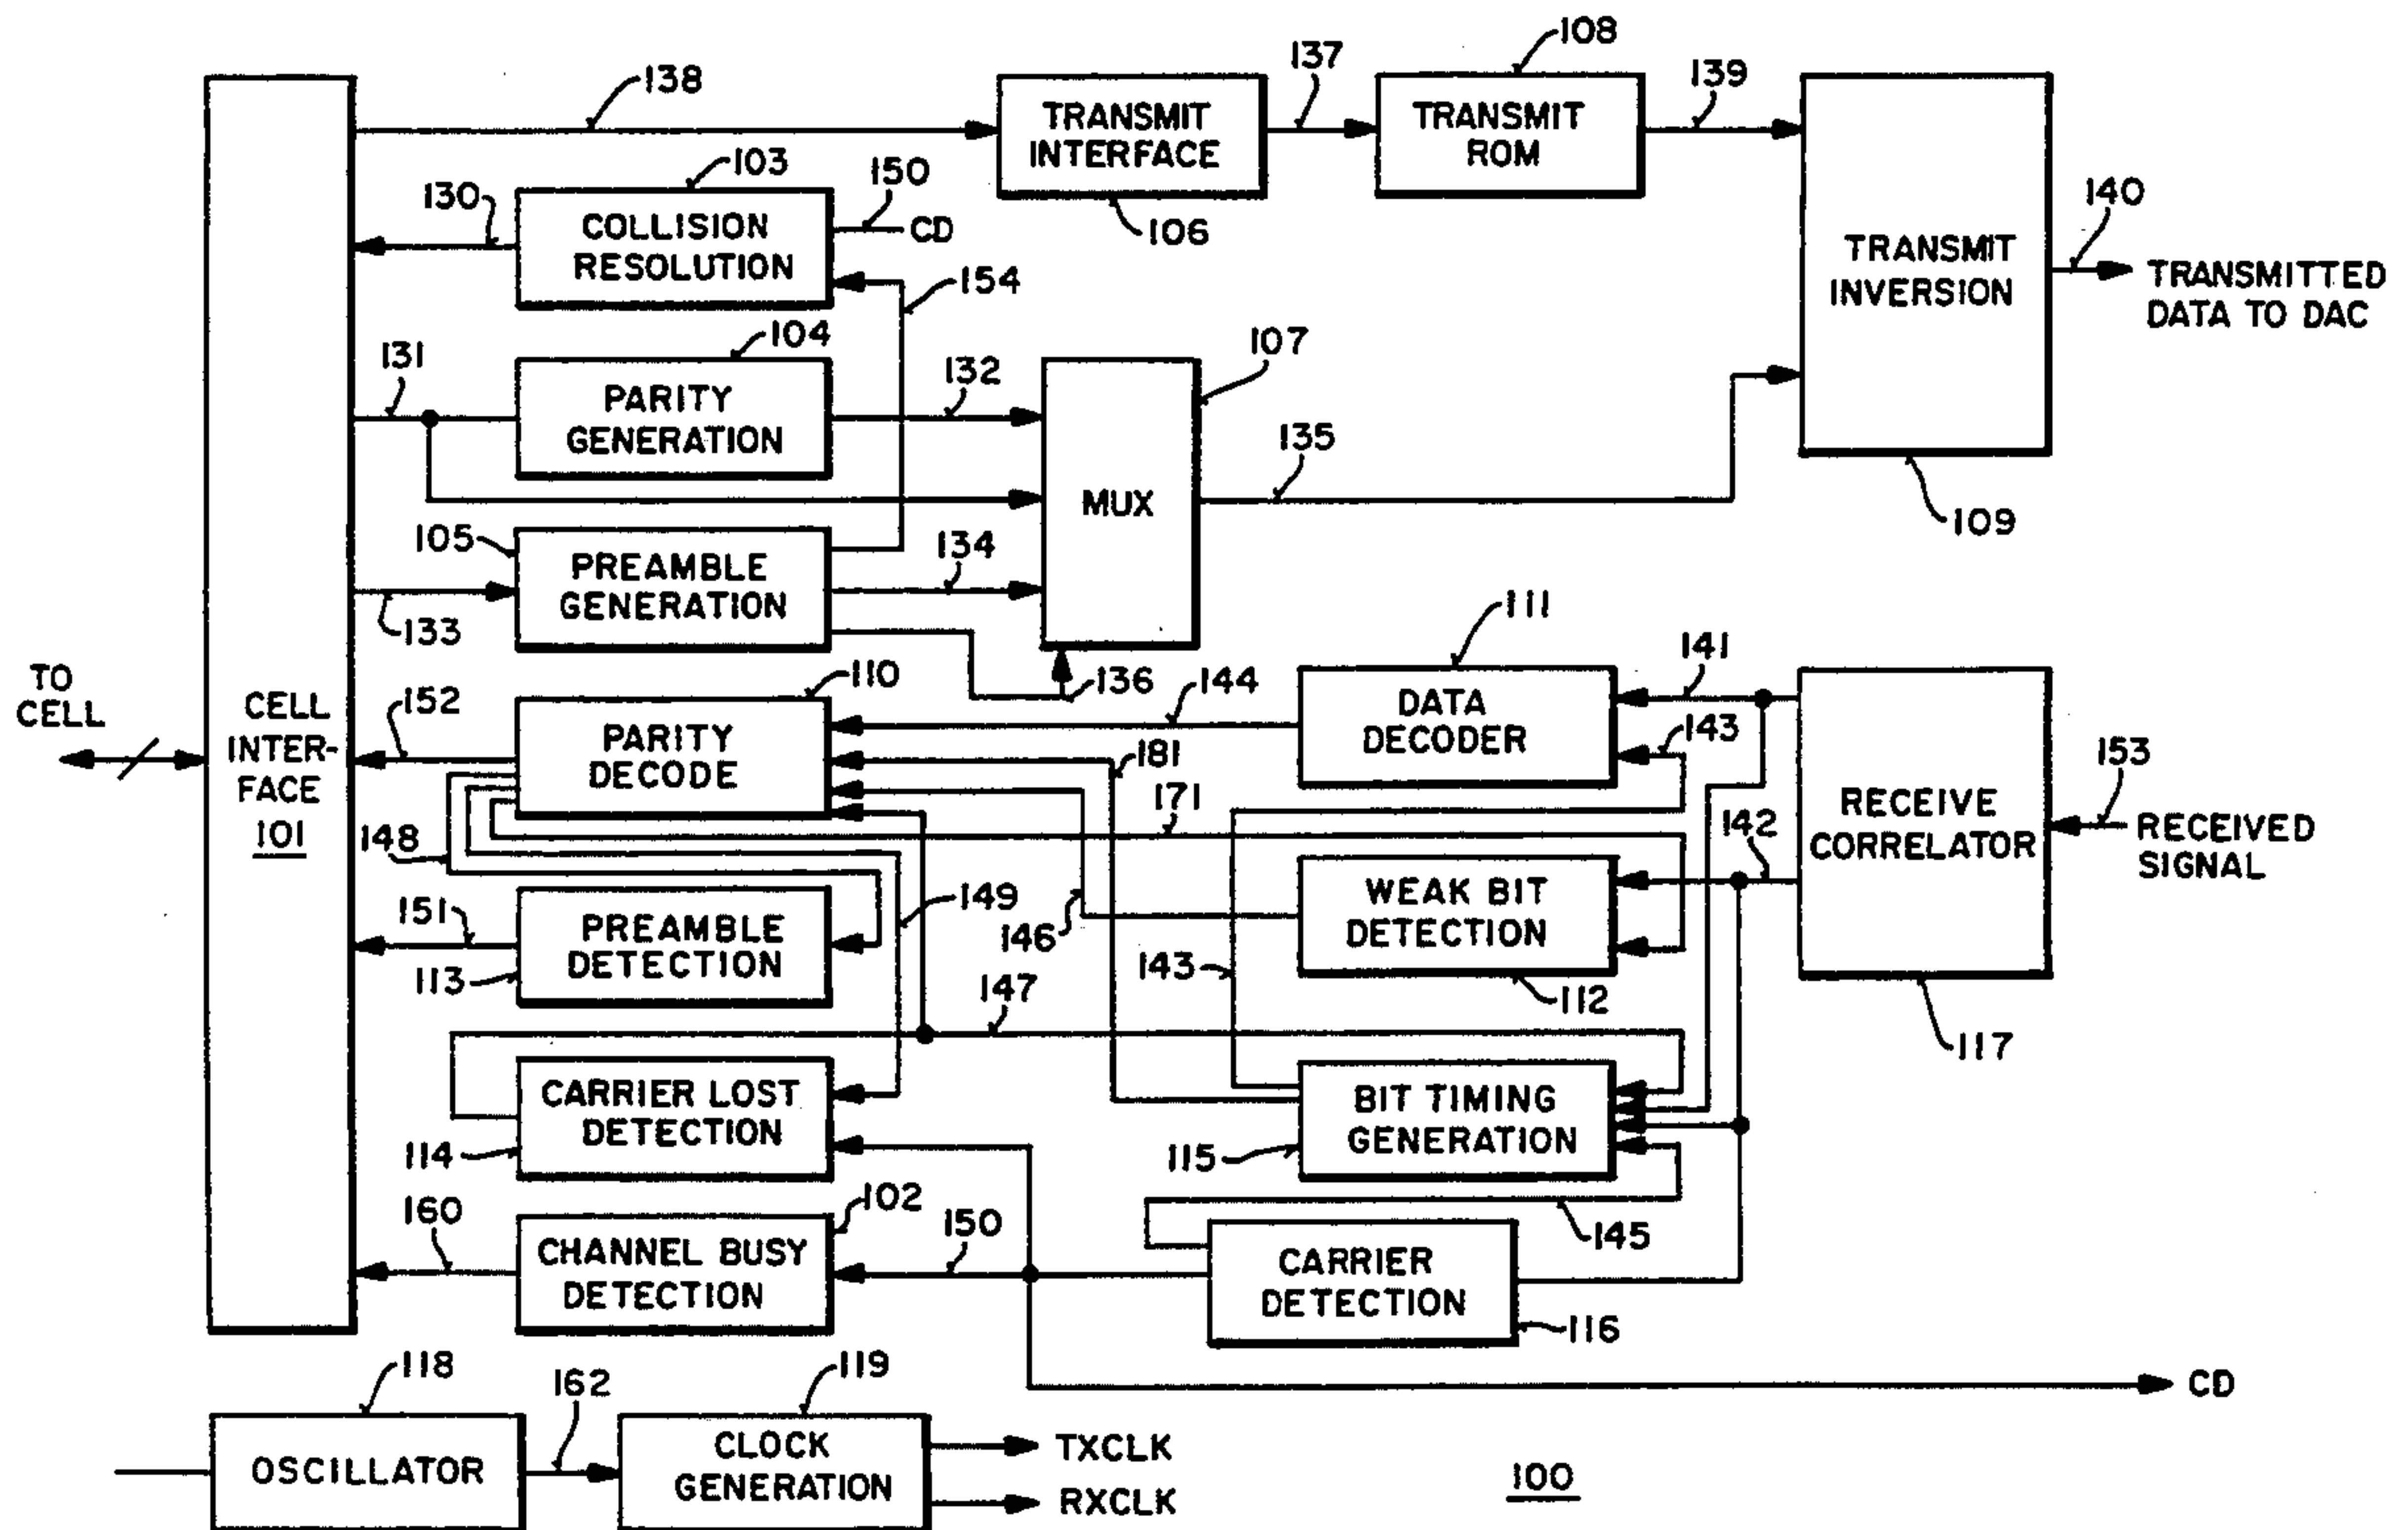 138
137
108
139
TRANSMIT
INTERFACE
106
TRANSMIT
ROM
TRANSMIT
INVERSION
109
140
TRANSMITTED
DATA TO DAC
103
130
COLLISION
RESOLUTION
150
CD
154
104
131
PARITY
GENERATION
132
107
MUX
135
105
PREAMBLE
GENERATION
134
133
136
TO
CELL
CELL
INTER-
FACE
101
110
152
PARITY
DECODE
144
111
DATA
DECODER
141
143
181
171
142
RECEIVE
CORRELATOR
117
153
RECEIVED
SIGNAL
148
149
146
WEAK BIT
DETECTION
112
151
PREAMBLE
DETECTION
113
143
147
CARRIER LOST
DETECTION
114
BIT TIMING
GENERATION
115
145
160
102
CHANNEL BUSY
DETECTION
150
CARRIER
DETECTION
116
CD
118
OSCILLATOR
162
119
CLOCK
GENERATION
TXCLK
RXCLK
100